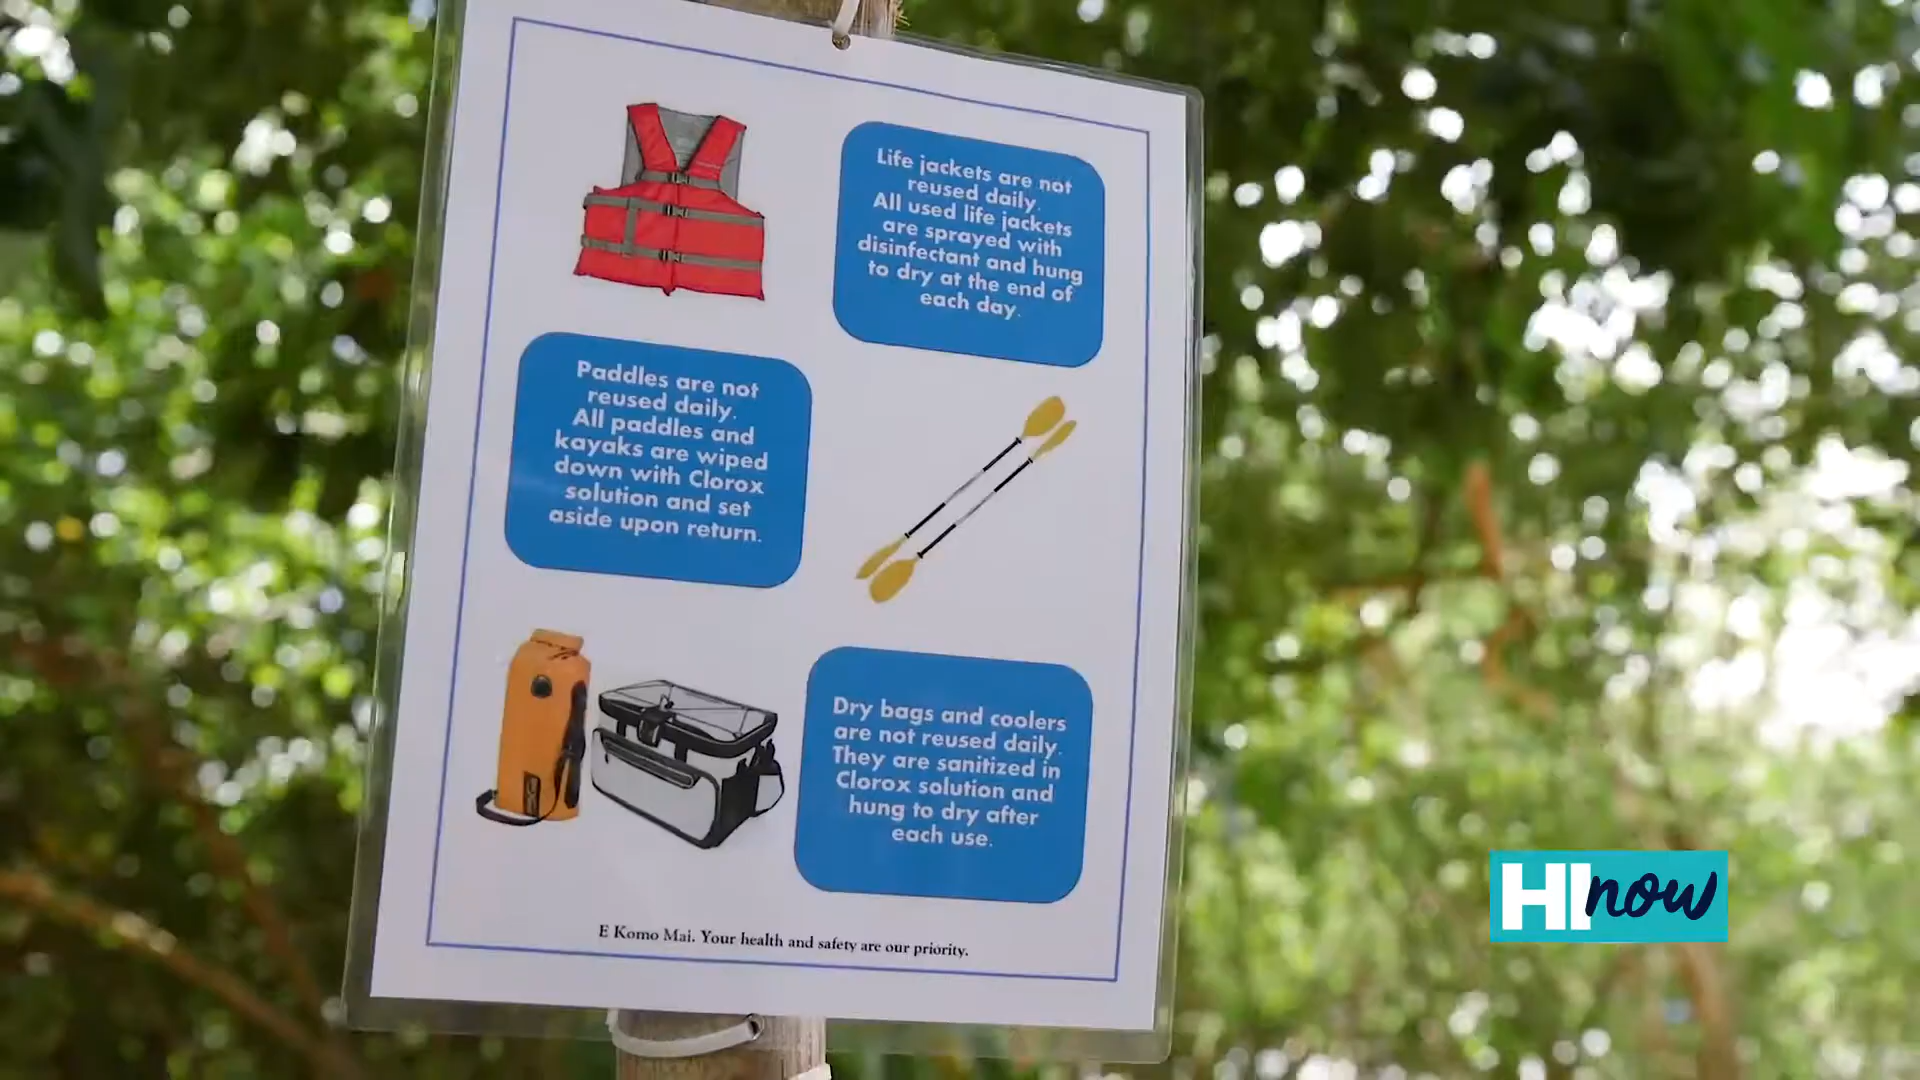 Life jackets are not
reused daily.
All used life jackets
are sprayed with
disinfectant and hung
to dry at the end of
each day.
Paddles are not
reused daily.
All paddles and
kayaks are wiped
down with Clorox
solution and set
aside upon return.
Dry bags and coolers
are not reused daily.
They are sanitized in
Clorox solution and
hung to dry after
each use.
E Komo Mai. Your health and safety are our priority.
HI now